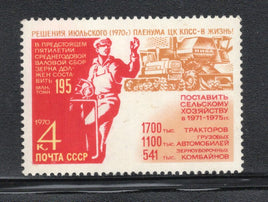 РЕШЕНИЯ ИЮЛЬСКОГО (1970г.) ПЛЕНУМА ЦК КПСС - В ЖИЗНЬ!
В ПРЕДСТОЯЩЕМ
ПЯТИЛЕТИИ
СРЕДНЕГОДОВОЙ
ВАЛОВОЙ СБОР
ЗЕРНА ДОЛ-
ЖЕН СОСТА
ВИТЬ 195
МЛН.
ТОНН
ПОСТАВИТЬ
СЕЛЬСКОМУ
ХОЗЯЙСТВУ
в 1971-1975гг.
1700 тыс. ТРАКТОРОВ
1100 тыс. ГРУЗОВЫХ АВТОМОБИЛЕЙ
541 тыс. ЗЕРНОУБОРОЧНЫХ КОМБАЙНОВ
1970
4 К.
ПОЧТА СССР